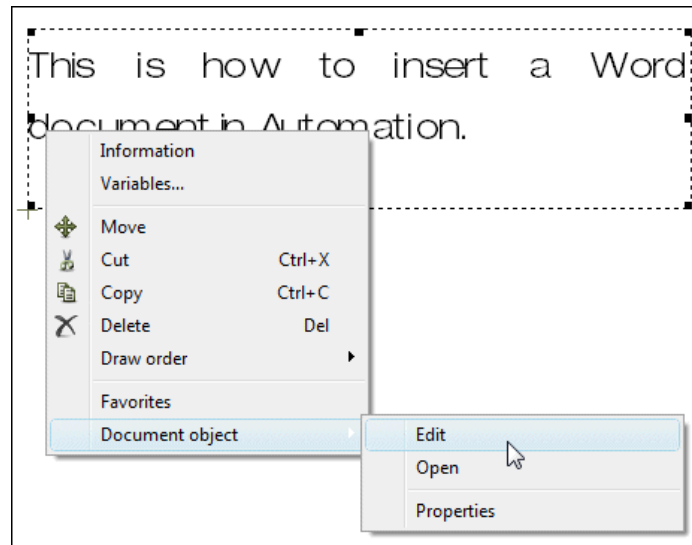 This is how to insert a Word
document in Automation.
Information
Variables...
Move
Cut Ctrl+X
Copy Ctrl+C
Delete Del
Draw order
Favorites
Document object
Edit
Open
Properties